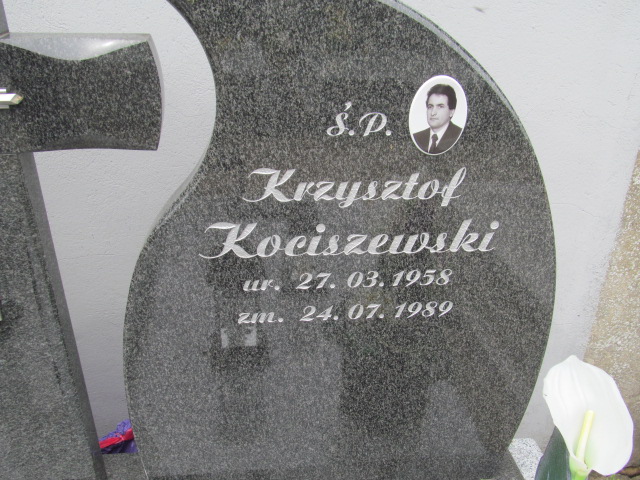 Ś.P.
Krzysztof
Kociszewski
ur. 27. 03. 1958
zm. 24. 07. 1989